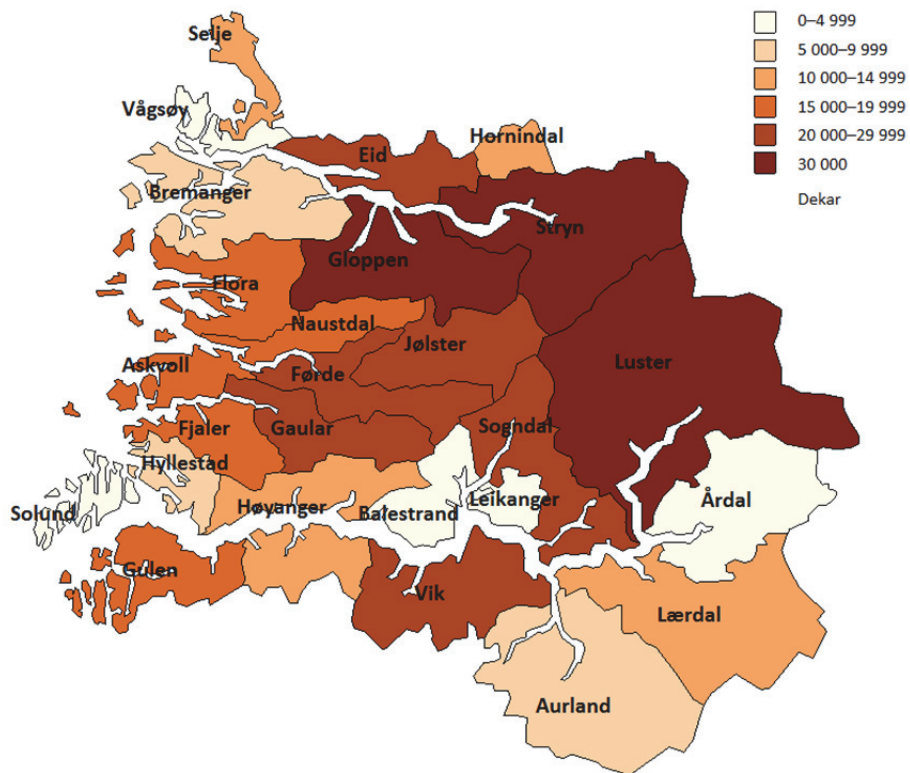 Selje
0–4 999
5 000–9 999
10 000–14 999
15 000–19 999
20 000–29 999
30 000
Dekar
Vågsøy
Hornindal
Eid
Bremanger
Stryn
Gloppen
Flora
Naustdal
Jølster
Askvoll
Førde
Luster
Fjaler
Gaular
Sogndal
Hyllestad
Solund
Høyanger
Balestrand
Leikanger
Årdal
Gulen
Vik
Lærdal
Aurland